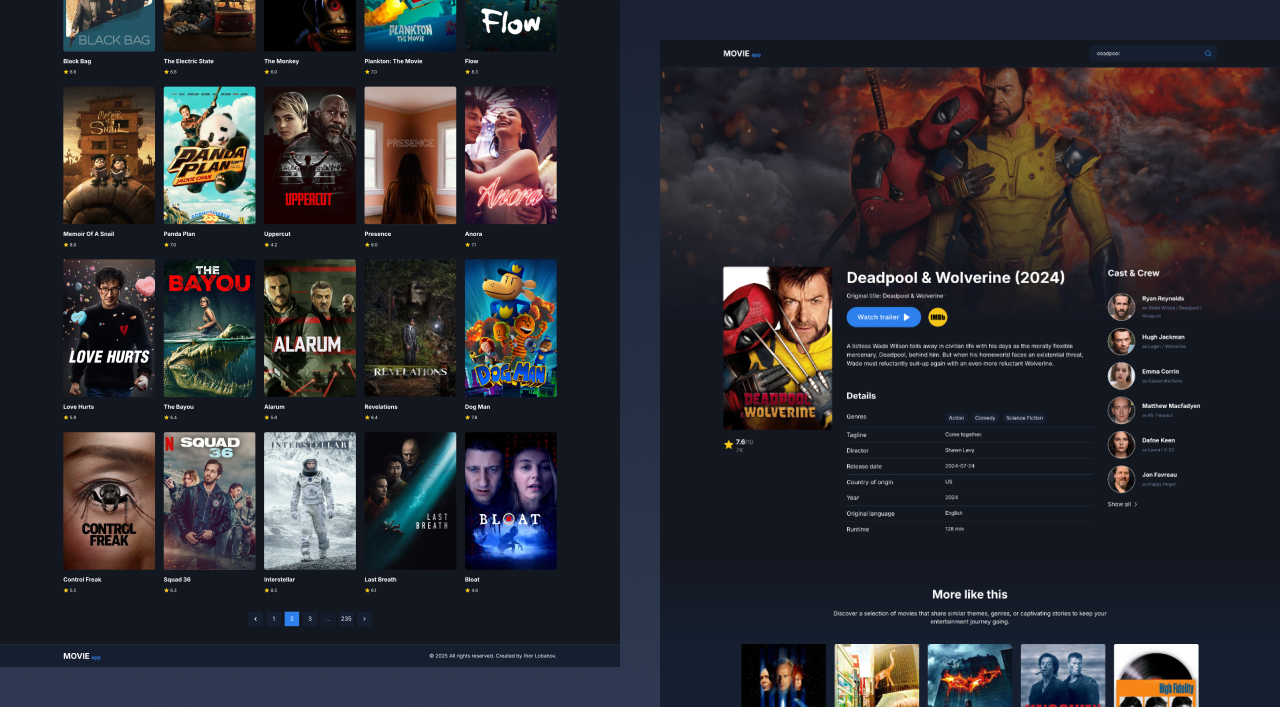 BLACK BAG
PLANKTON
THE MOVIE
Flow
Black Bag
The Electric State
The Monkey
Plankton: The Movie
Flow
6.6
6.6
6.0
7.0
8.3
Memoir of a
Snail
PANDA
PLAN
JACKIE CHAN
UPPERCUT
PRESENCE
Anora
Memoir Of A Snail
Panda Plan
Uppercut
Presence
Anora
8.0
7.0
4.2
6.0
7.1
LOVE HURTS
THE
BAYOU
ALARUM
REVELATIONS
DOG MAN
Love Hurts
The Bayou
Alarum
Revelations
Dog Man
5.9
6.4
5.8
6.4
7.8
CONTROL
FREAK
N
SQUAD
36
INTERSTELLAR
LAST
BREATH
BLOAT
Control Freak
Squad 36
Interstellar
Last Breath
Bloat
5.5
6.3
8.5
6.1
4.6
‹ 1 2 3 ... 235 ›
MOVIE app
© 2025 All rights reserved. Created by Ihor Lobanov.
MOVIE app
deadpool
DEADPOOL
WOLVERINE
7.6/10
7K
Deadpool & Wolverine (2024)
Original title: Deadpool & Wolverine
Watch trailer
IMDb
A listless Wade Wilson toils away in civilian life with his days as the morally flexible
mercenary, Deadpool, behind him. But when his homeworld faces an existential threat,
Wade must reluctantly suit-up again with an even more reluctant Wolverine.
Details
Genres Action Comedy Science Fiction
Tagline Come together.
Director Shawn Levy
Release date 2024-07-24
Country of origin US
Year 2024
Original language English
Runtime 128 min
Cast & Crew
Ryan Reynolds
as Wade Wilson / Deadpool /
Nicepool
Hugh Jackman
as Logan / Wolverine
Emma Corrin
as Cassandra Nova
Matthew Macfadyen
as Mr. Paradox
Dafne Keen
as Laura / X-23
Jon Favreau
as Happy Hogan
Show all >
More like this
Discover a selection of movies that share similar themes, genres, or captivating stories to keep your
entertainment journey going.
High Fidelity